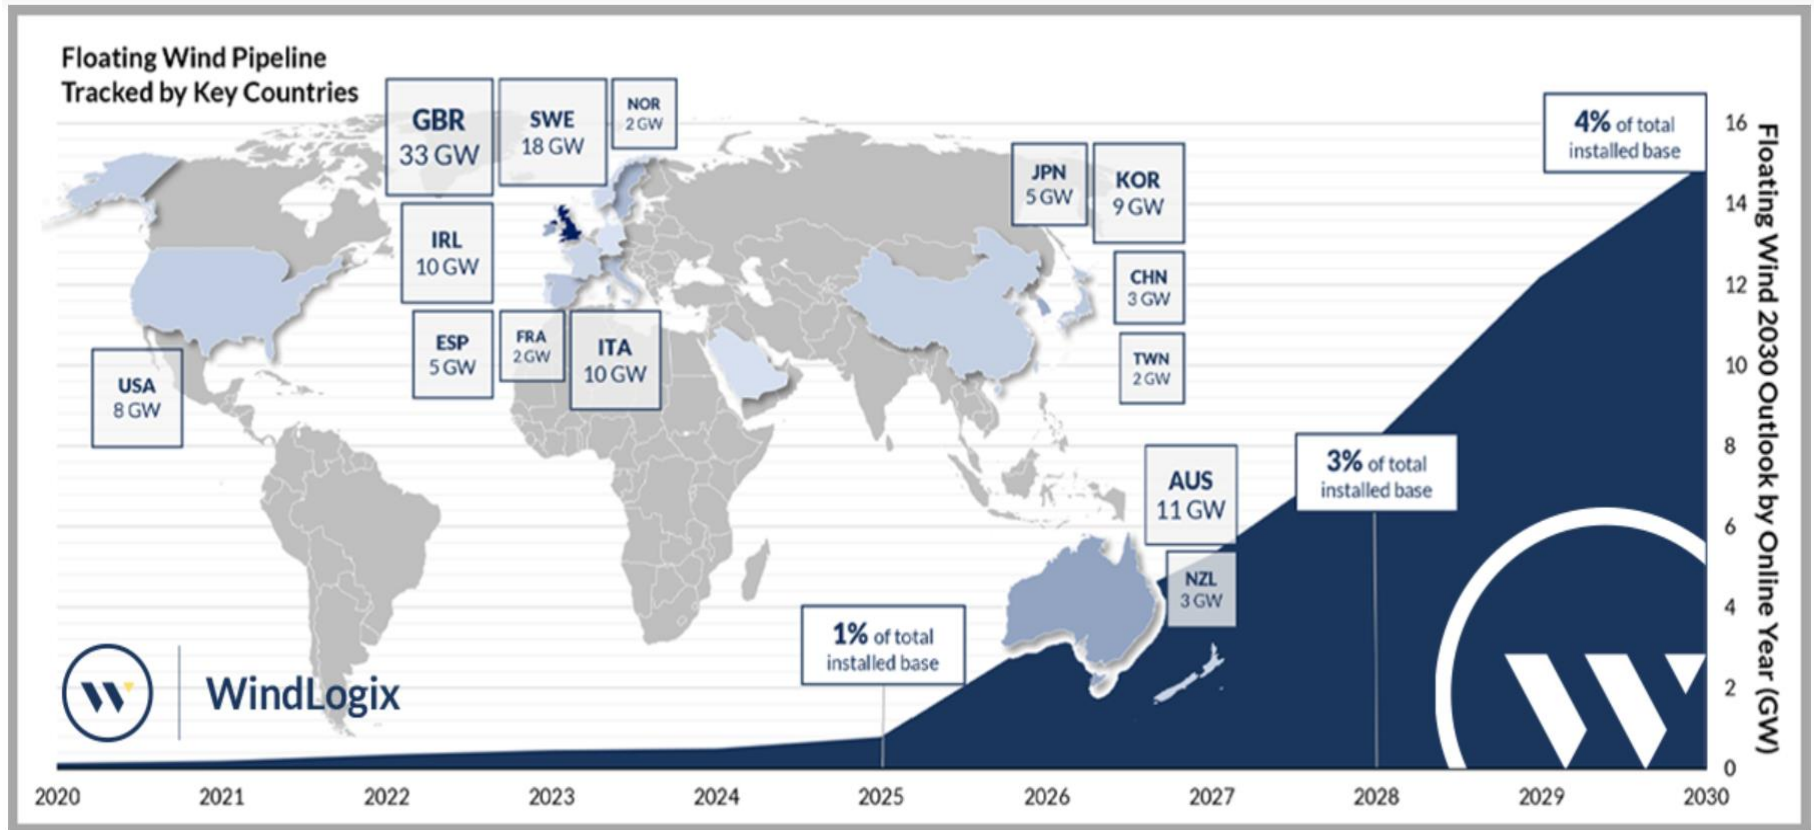 Floating Wind Pipeline
Tracked by Key Countries
GBR
33 GW
SWE
18 GW
NOR
2 GW
IRL
10 GW
ESP
5 GW
FRA
2 GW
ITA
10 GW
USA
8 GW
JPN
5 GW
KOR
9 GW
CHN
3 GW
TWN
2 GW
AUS
11 GW
NZL
3 GW
1% of total
installed base
3% of total
installed base
4% of total
installed base
WindLogix
16
14
12
10
8
6
4
2
0
Floating Wind 2030 Outlook by Online Year (GW)
2020
2021
2022
2023
2024
2025
2026
2027
2028
2029
2030